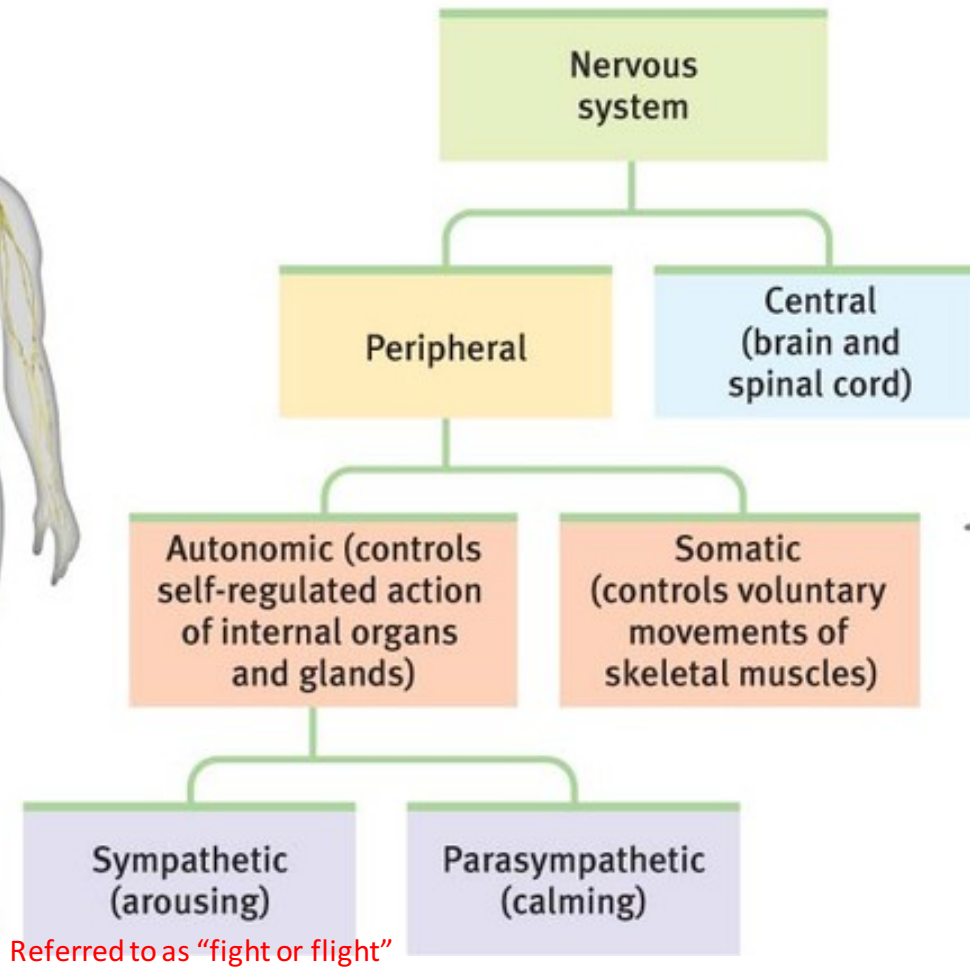 Nervous
system
Peripheral
Central
(brain and
spinal cord)
Autonomic (controls
self-regulated action
of internal organs
and glands)
Somatic
(controls voluntary
movements of
skeletal muscles)
Sympathetic
(arousing)
Parasympathetic
(calming)
Referred to as “fight or flight”